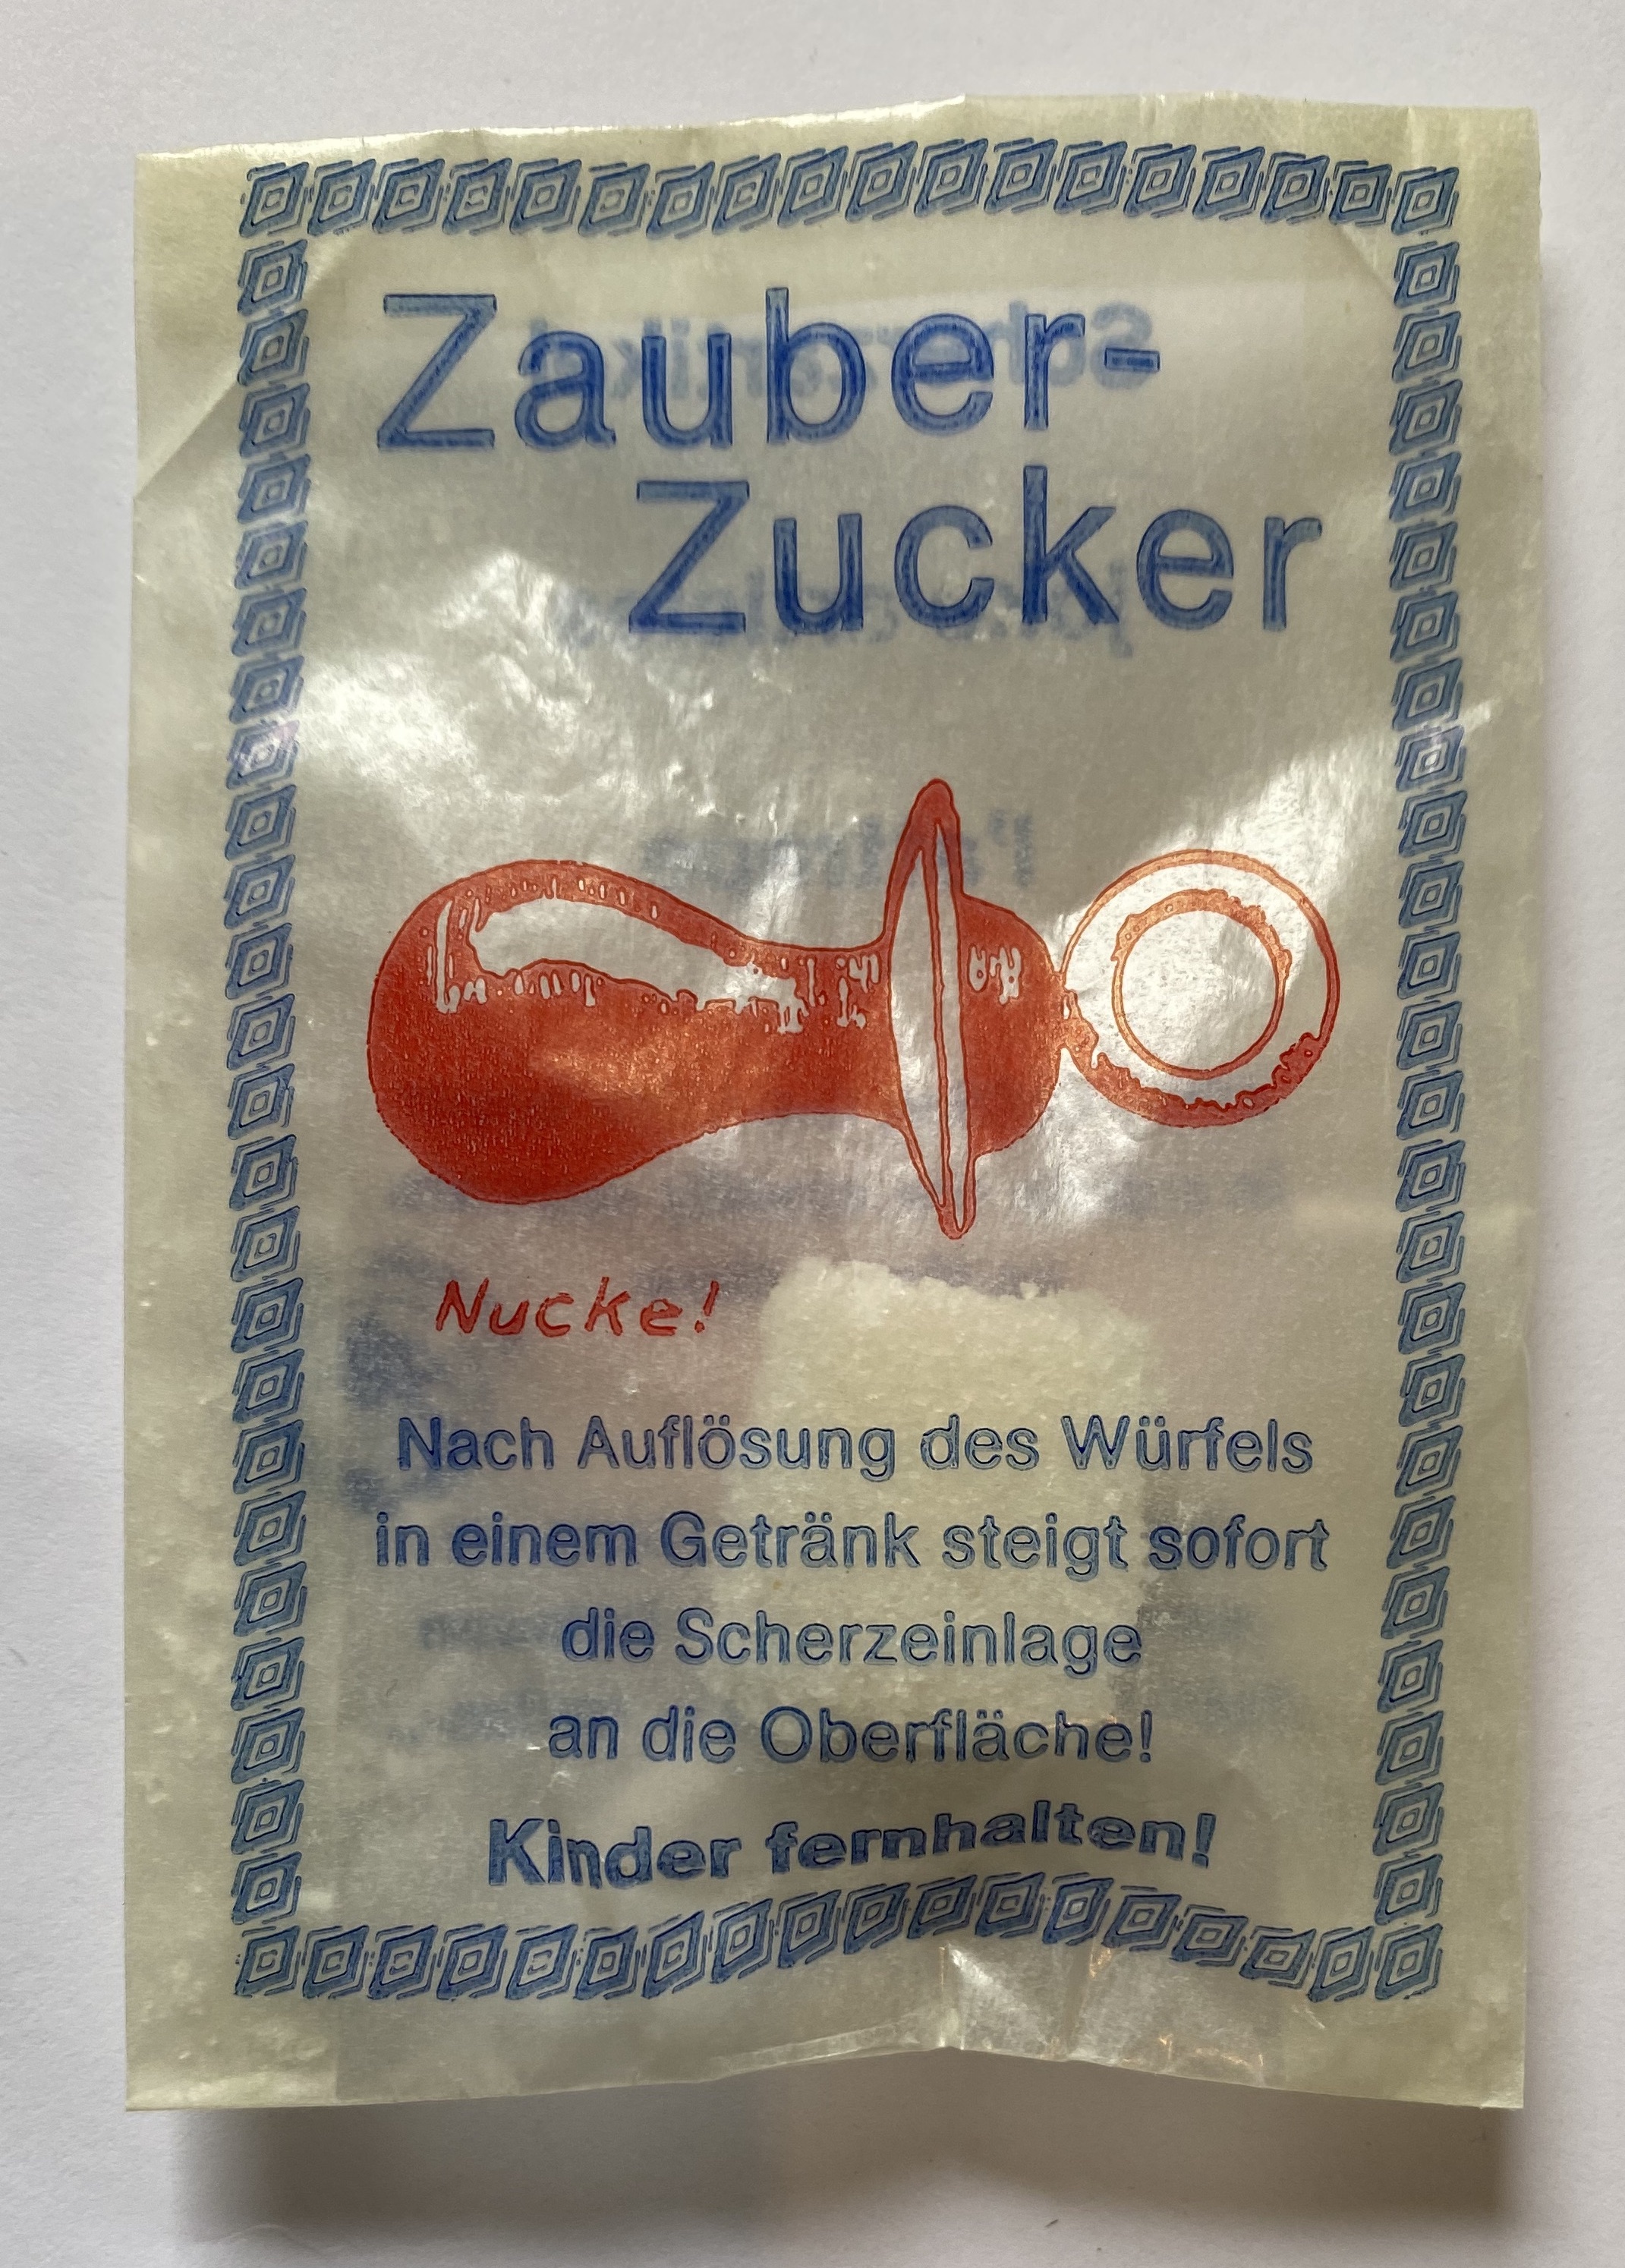 Zauber-
Zucker
Nucke!
Nach Auflösung des Würfels
in einem Getränk steigt sofort
die Scherzeinlage
an die Oberfläche!
Kinder fernhalten!